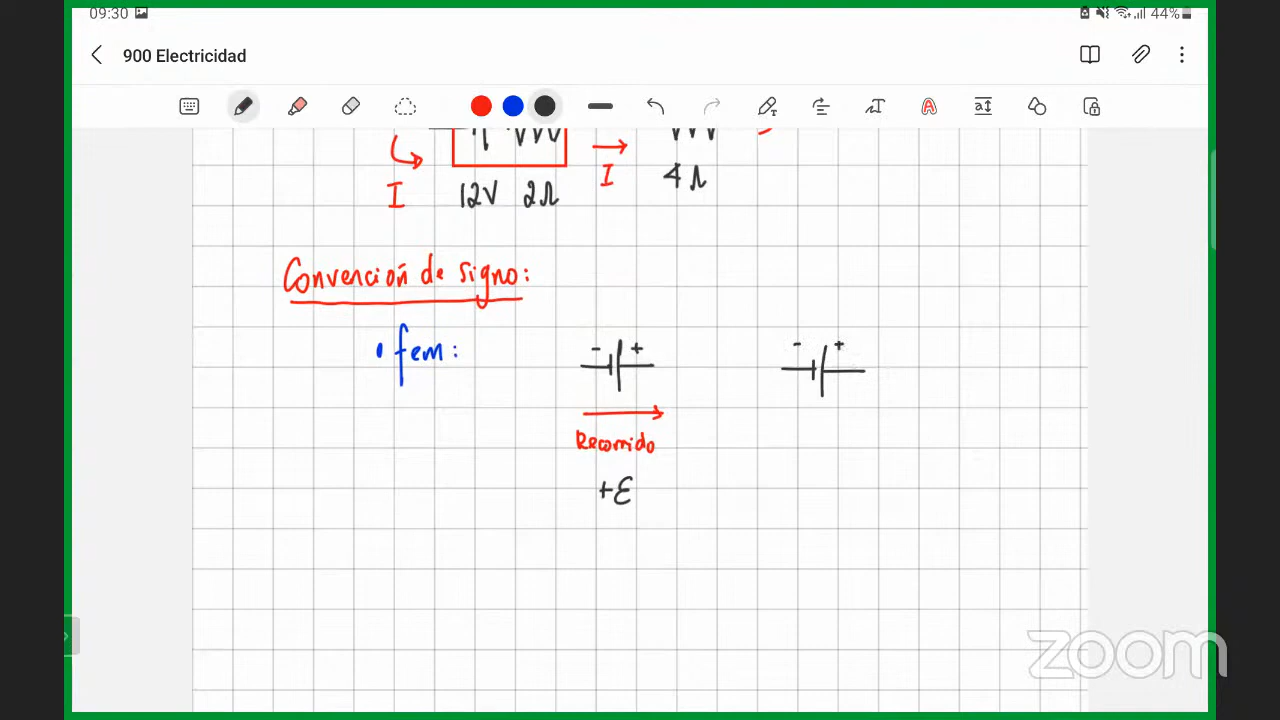 09:30 44%
900 Electricidad
I
I
12V 2Ω 4Ω
Convención de signo:
• fem: - + - +
Recorrido
+ε
zoom